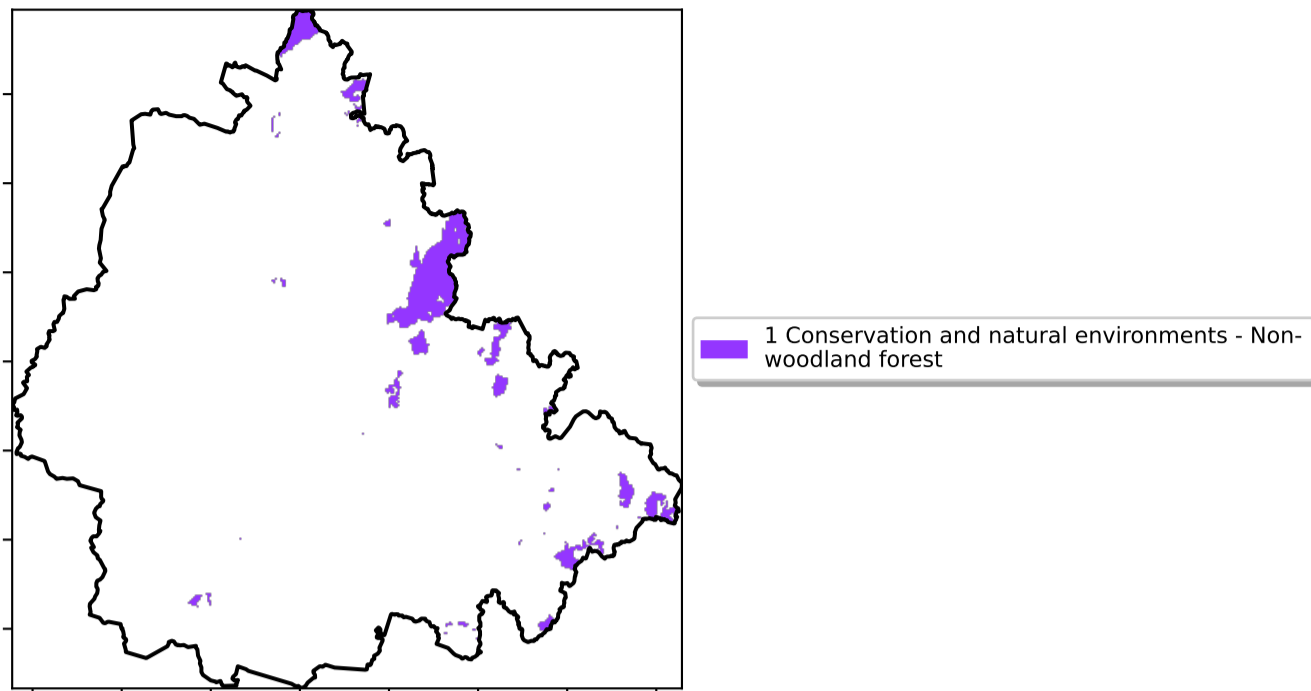 1 Conservation and natural environments - Non-
woodland forest